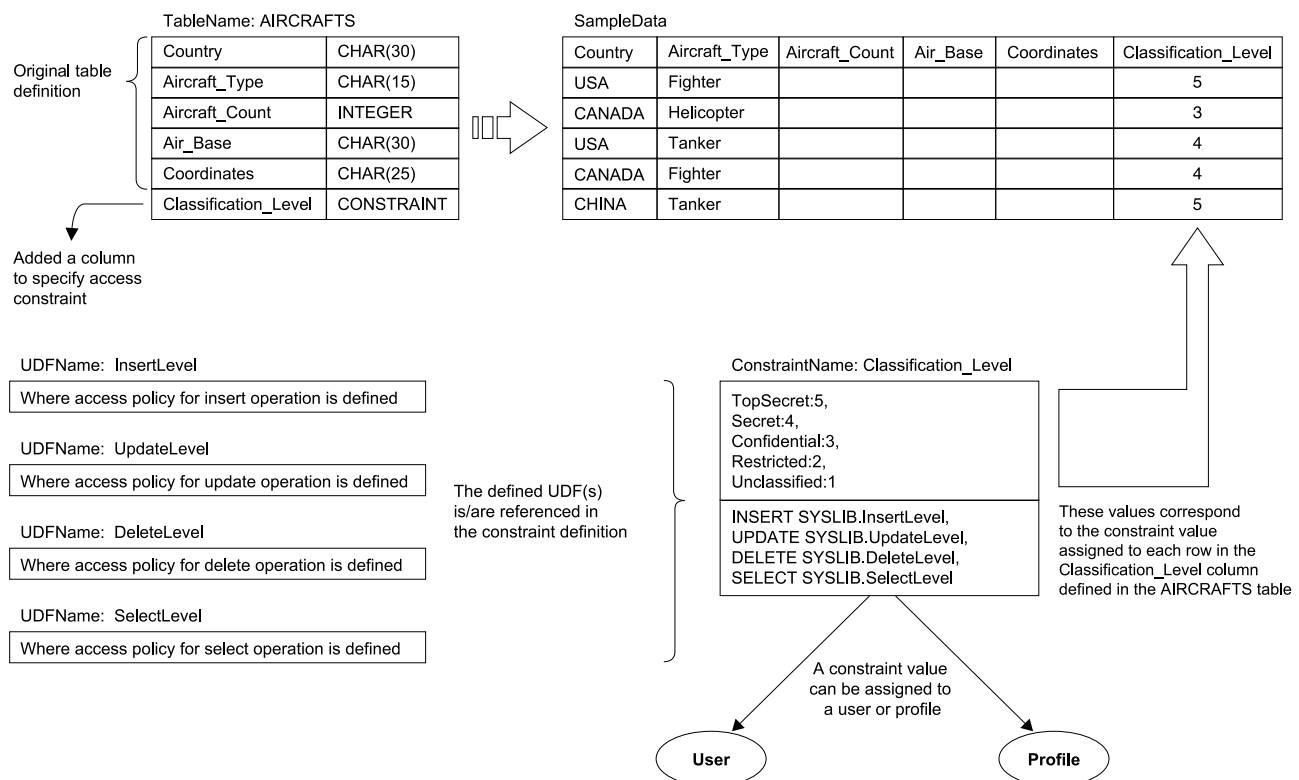 TableName: AIRCRAFTS
Country CHAR(30)
Aircraft_Type CHAR(15)
Aircraft_Count INTEGER
Air_Base CHAR(30)
Coordinates CHAR(25)
Classification_Level CONSTRAINT
Original table
definition
Added a column
to specify access
constraint
SampleData
Country Aircraft_Type Aircraft_Count Air_Base Coordinates Classification_Level
USA Fighter 5
CANADA Helicopter 3
USA Tanker 4
CANADA Fighter 4
CHINA Tanker 5
UDFName: InsertLevel
Where access policy for insert operation is defined
UDFName: UpdateLevel
Where access policy for update operation is defined
UDFName: DeleteLevel
Where access policy for delete operation is defined
UDFName: SelectLevel
Where access policy for select operation is defined
The defined UDF(s)
is/are referenced in
the constraint definition
ConstraintName: Classification_Level
TopSecret:5,
Secret:4,
Confidential:3,
Restricted:2,
Unclassified:1
INSERT SYSLIB.InsertLevel,
UPDATE SYSLIB.UpdateLevel,
DELETE SYSLIB.DeleteLevel,
SELECT SYSLIB.SelectLevel
These values correspond
to the constraint value
assigned to each row in the
Classification_Level column
defined in the AIRCRAFTS table
A constraint value
can be assigned to
a user or profile
User
Profile